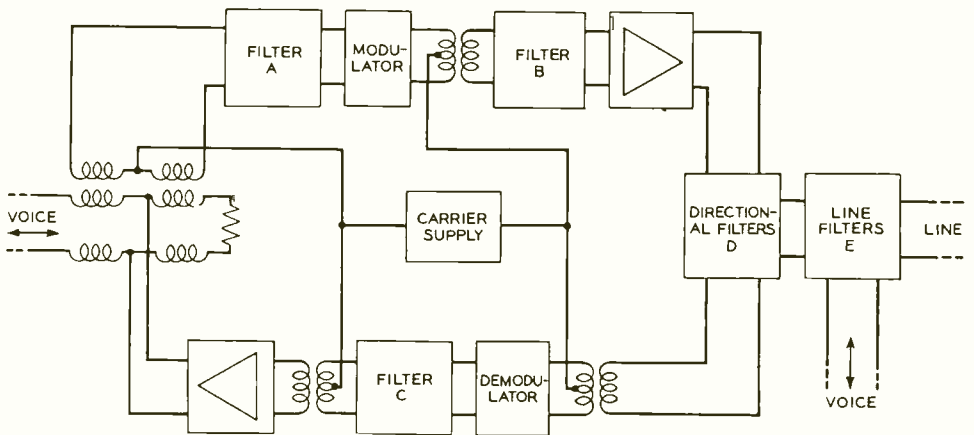 FILTER
A
MODU-
LATOR
FILTER
B
VOICE
CARRIER
SUPPLY
DIRECTION-
AL FILTERS
D
LINE
FILTERS
E
LINE
FILTER
C
DEMODU-
LATOR
VOICE